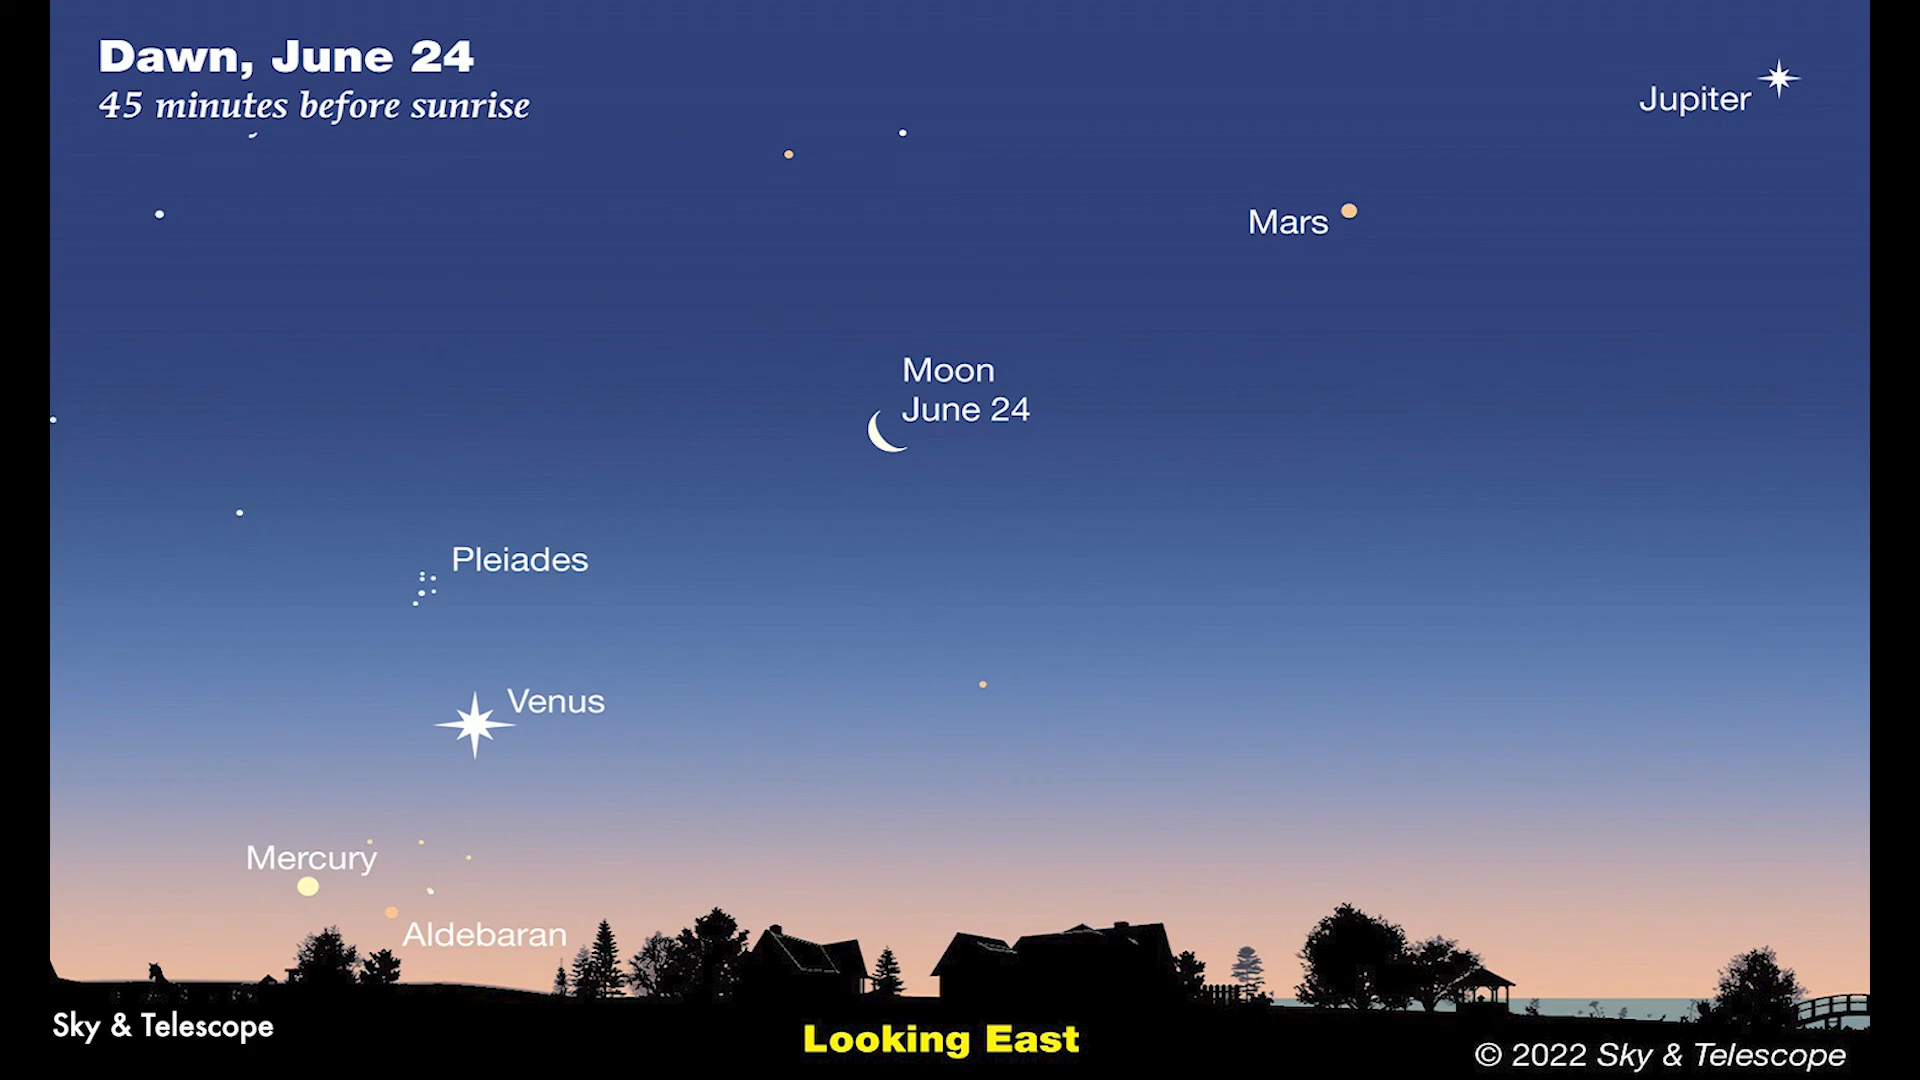 Dawn, June 24
45 minutes before sunrise
Jupiter
Mars
Moon
June 24
Pleiades
Venus
Mercury
Aldebaran
Sky & Telescope
Looking East
© 2022 Sky & Telescope